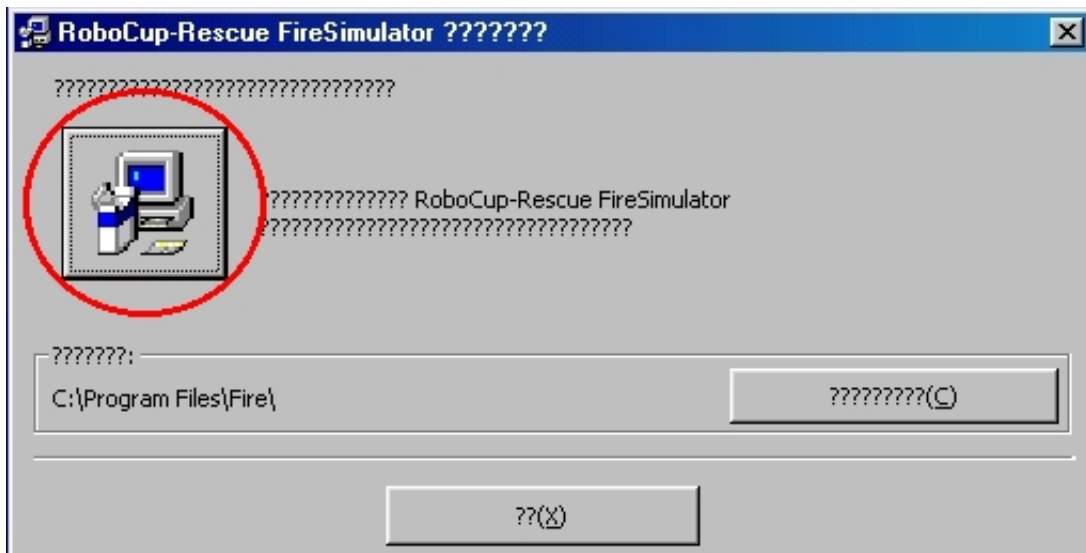 RoboCup-Rescue FireSimulator ???????
????????????????????????????????
????????????? RoboCup-Rescue FireSimulator
???????????????????????????????????
???????:
C:\Program Files\Fire\
?????????(C)
??(X)